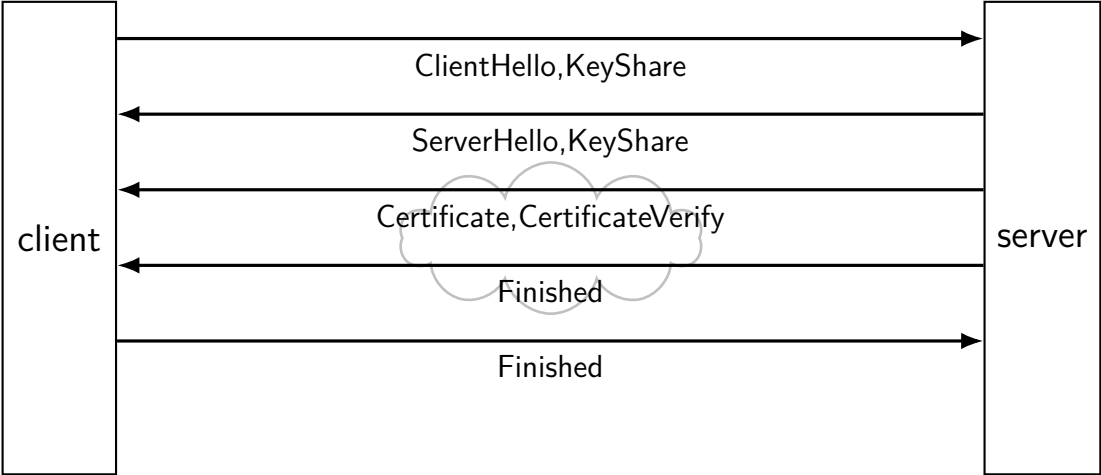 ClientHello,KeyShare
ServerHello,KeyShare
Certificate,CertificateVerify
client
server
Finished
Finished